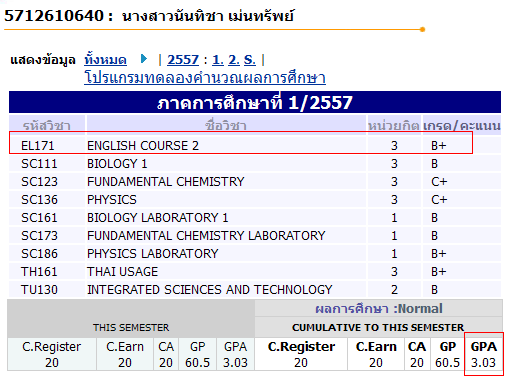 5712610640 : นางสาวนันทิชา เม่นทรัพย์
แสดงข้อมูล ทั้งหมด | 2557 : 1. 2. S. |
โปรแกรมทดลองคำนวณผลการศึกษา
ภาคการศึกษาที่ 1/2557
รหัสวิชา ชื่อวิชา หน่วยกิต เกรด/คะแนน
EL171 ENGLISH COURSE 2 3 B+
SC111 BIOLOGY 1 3 B
SC123 FUNDAMENTAL CHEMISTRY 3 C+
SC136 PHYSICS 3 C+
SC161 BIOLOGY LABORATORY 1 1 B
SC173 FUNDAMENTAL CHEMISTRY LABORATORY 1 B
SC186 PHYSICS LABORATORY 1 B+
TH161 THAI USAGE 3 B+
TU130 INTEGRATED SCIENCES AND TECHNOLOGY 2 B
ผลการศึกษา :Normal
THIS SEMESTER CUMULATIVE TO THIS SEMESTER
C.Register C.Earn CA GP GPA C.Register C.Earn CA GP GPA
20 20 20 60.5 3.03 20 20 20 60.5 3.03